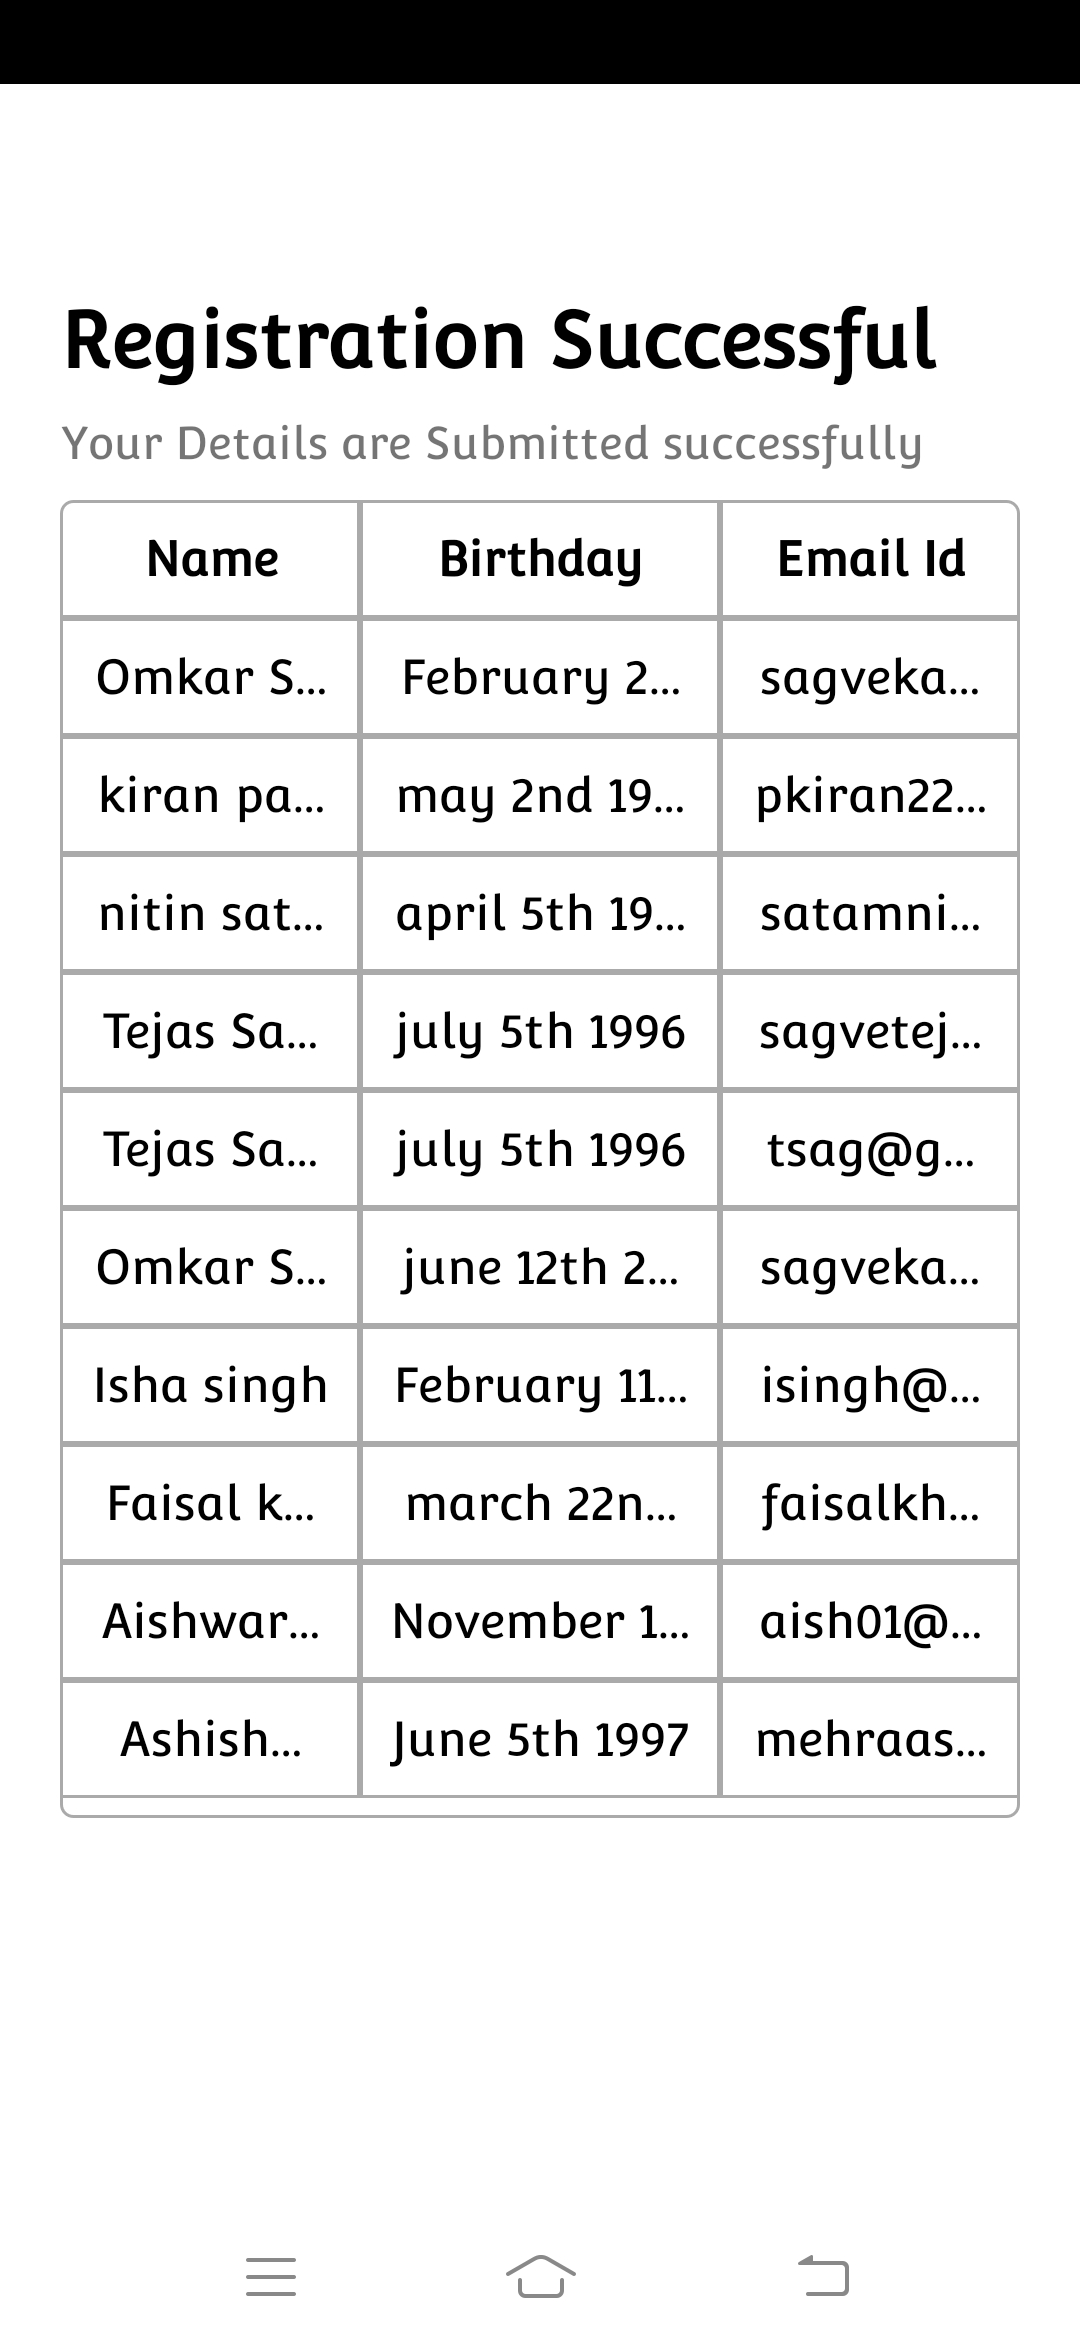 Registration Successful
Your Details are Submitted successfully
Name Birthday Email Id
Omkar S... February 2... sagveka...
kiran pa... may 2nd 19... pkiran22...
nitin sat... april 5th 19... satamni...
Tejas Sa... july 5th 1996 sagvetej...
Tejas Sa... july 5th 1996 tsag@g...
Omkar S... june 12th 2... sagveka...
Isha singh February 11... isingh@...
Faisal k... march 22n... faisalkh...
Aishwar... November 1... aish01@...
Ashish... June 5th 1997 mehraas...